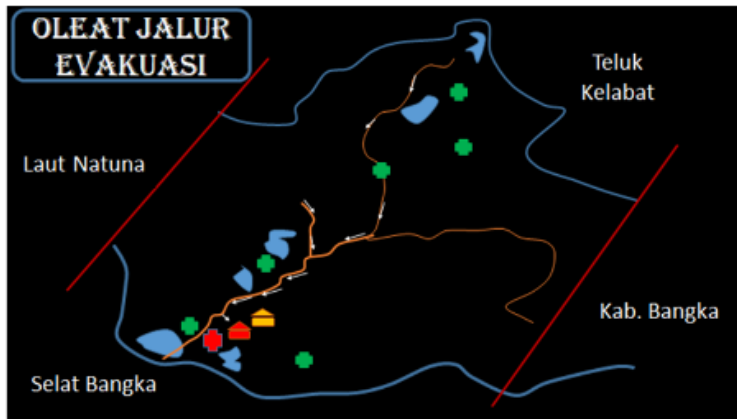 OLEAT JALUR
EVAKUASI
Teluk
Kelabat
Laut Natuna
Kab. Bangka
Selat Bangka